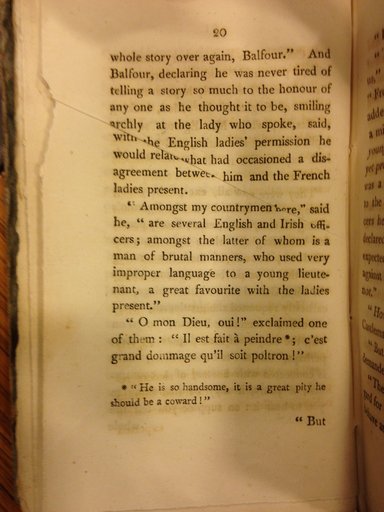 20
whole story over again, Balfour." And
Balfour, declaring he was never tired of
telling a story so much to the honour of
any one as he thought it to be, smiling
archly at the lady who spoke, said,
with the English ladies' permission he
would relate what had occasioned a dis-
agreement between him and the French
ladies present.
" Amongst my countrymen here," said
he, " are several English and Irish offi-
cers; amongst the latter of whom is a
man of brutal manners, who used very
improper language to a young lieute-
nant, a great favourite with the ladies
present."
" O mon Dieu, oui!" exclaimed one
of them: " Il est fait à peindre*; c'est
grand dommage qu'il soit poltron!"
* " He is so handsome, it is a great pity he
should be a coward!"
" But